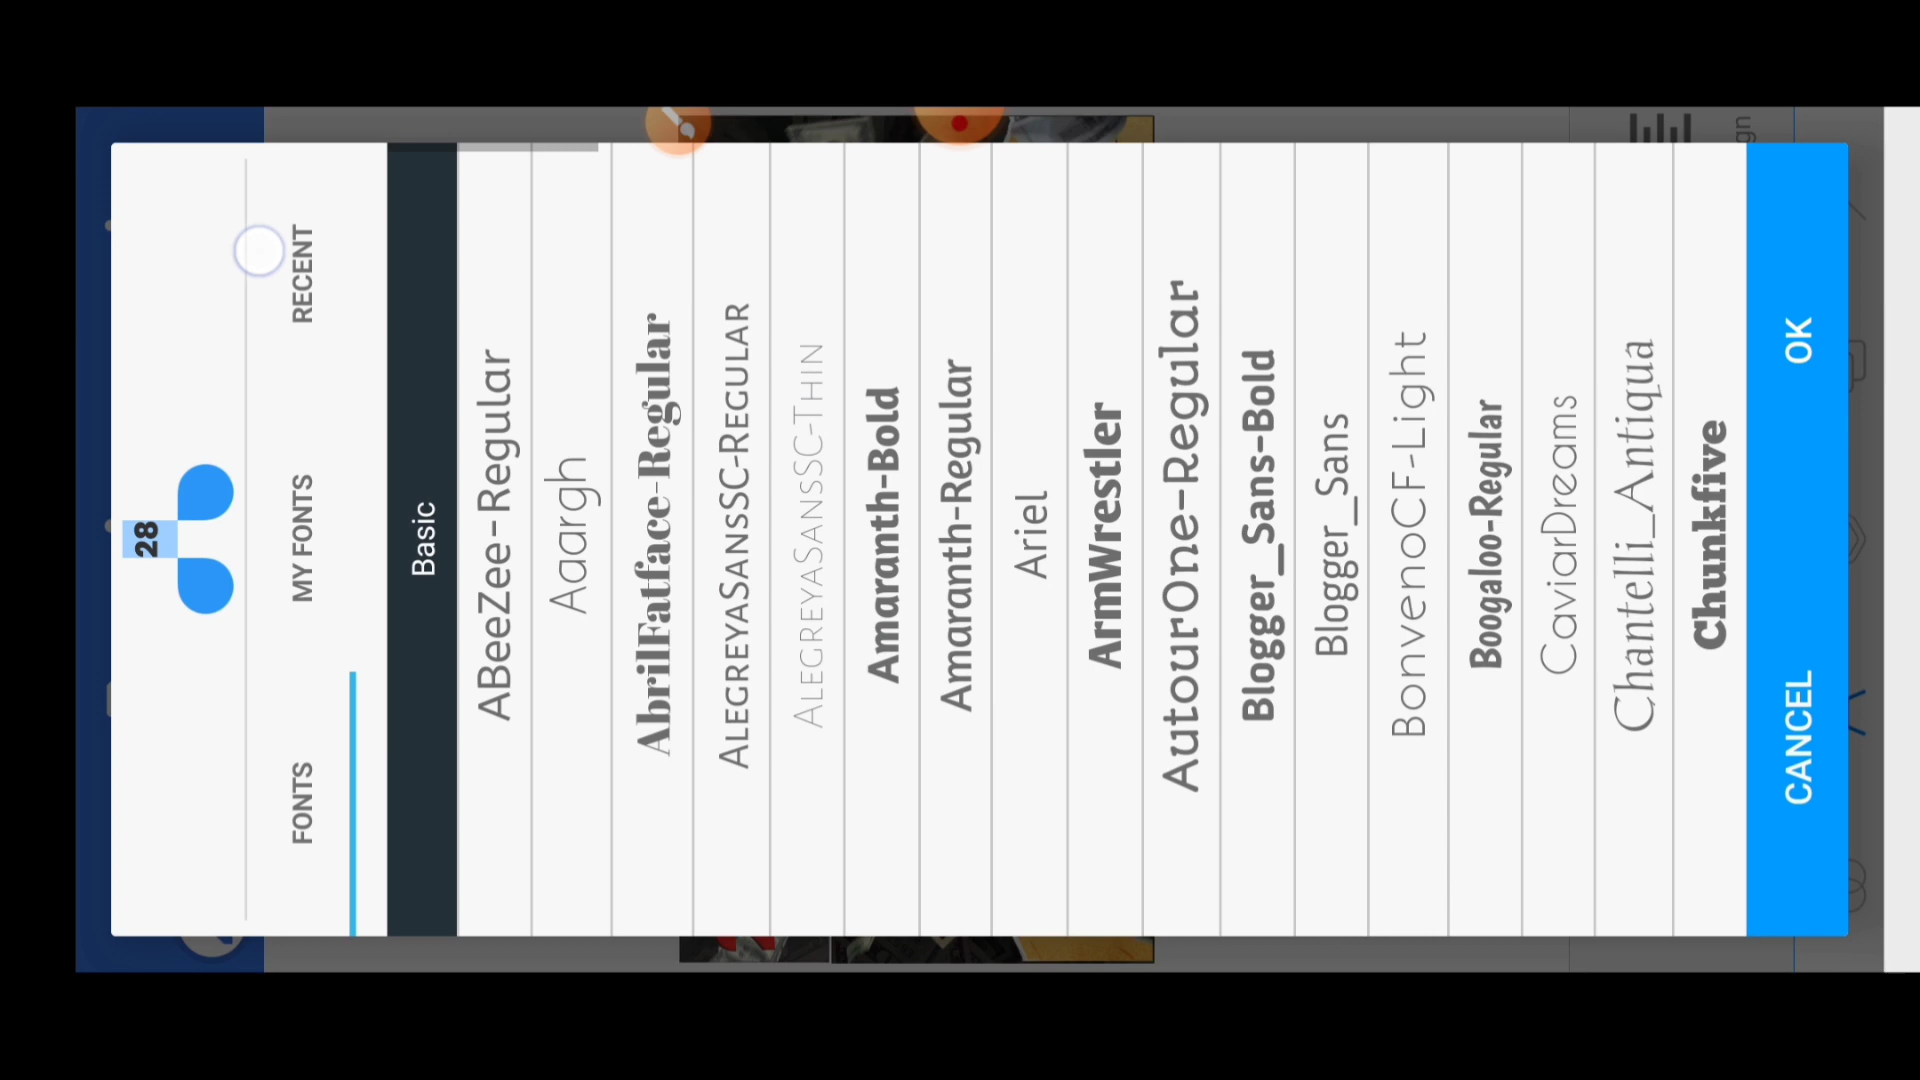 28
FONTS
MY FONTS
RECENT
Basic
ABeeZee-Regular
Aaargh
AbrilFatface-Regular
AlegreyaSansSC-Regular
AlegreyaSansSC-Thin
Amaranth-Bold
Amaranth-Regular
Ariel
ArmWrestler
AutourOne-Regular
Blogger_Sans-Bold
Blogger_Sans
BonvenoCF-Light
Boogaloo-Regular
CaviarDreams
Chantelli_Antiqua
Chunkfive
CANCEL
OK